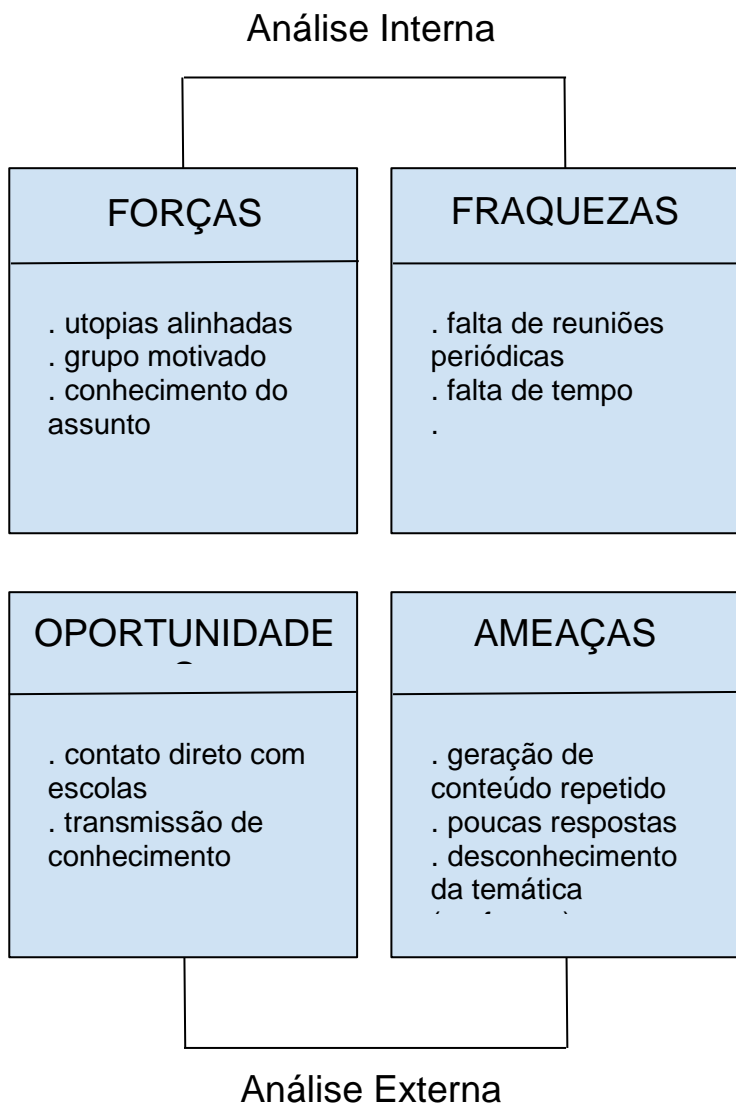 Análise Interna
FORÇAS
. utopias alinhadas
. grupo motivado
. conhecimento do
assunto
FRAQUEZAS
. falta de reuniões
periódicas
. falta de tempo
.
OPORTUNIDADE
. contato direto com
escolas
. transmissão de
conhecimento
AMEAÇAS
. geração de
conteúdo repetido
. poucas respostas
. desconhecimento
da temática
Análise Externa